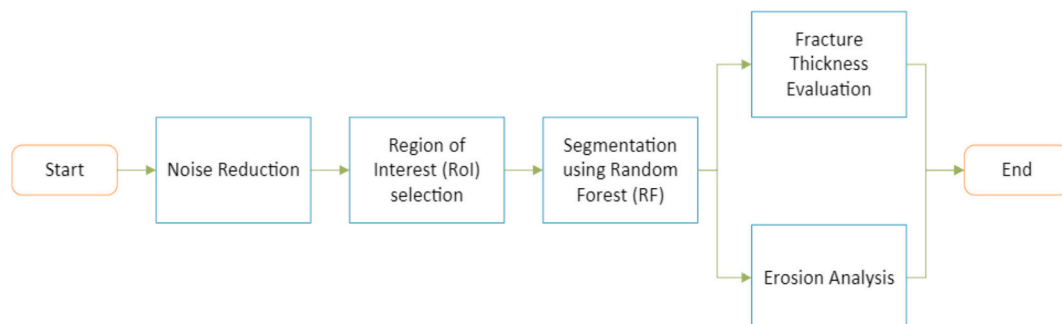 Start
Noise Reduction
Region of
Interest (RoI)
selection
Segmentation
using Random
Forest (RF)
Fracture
Thickness
Evaluation
Erosion Analysis
End